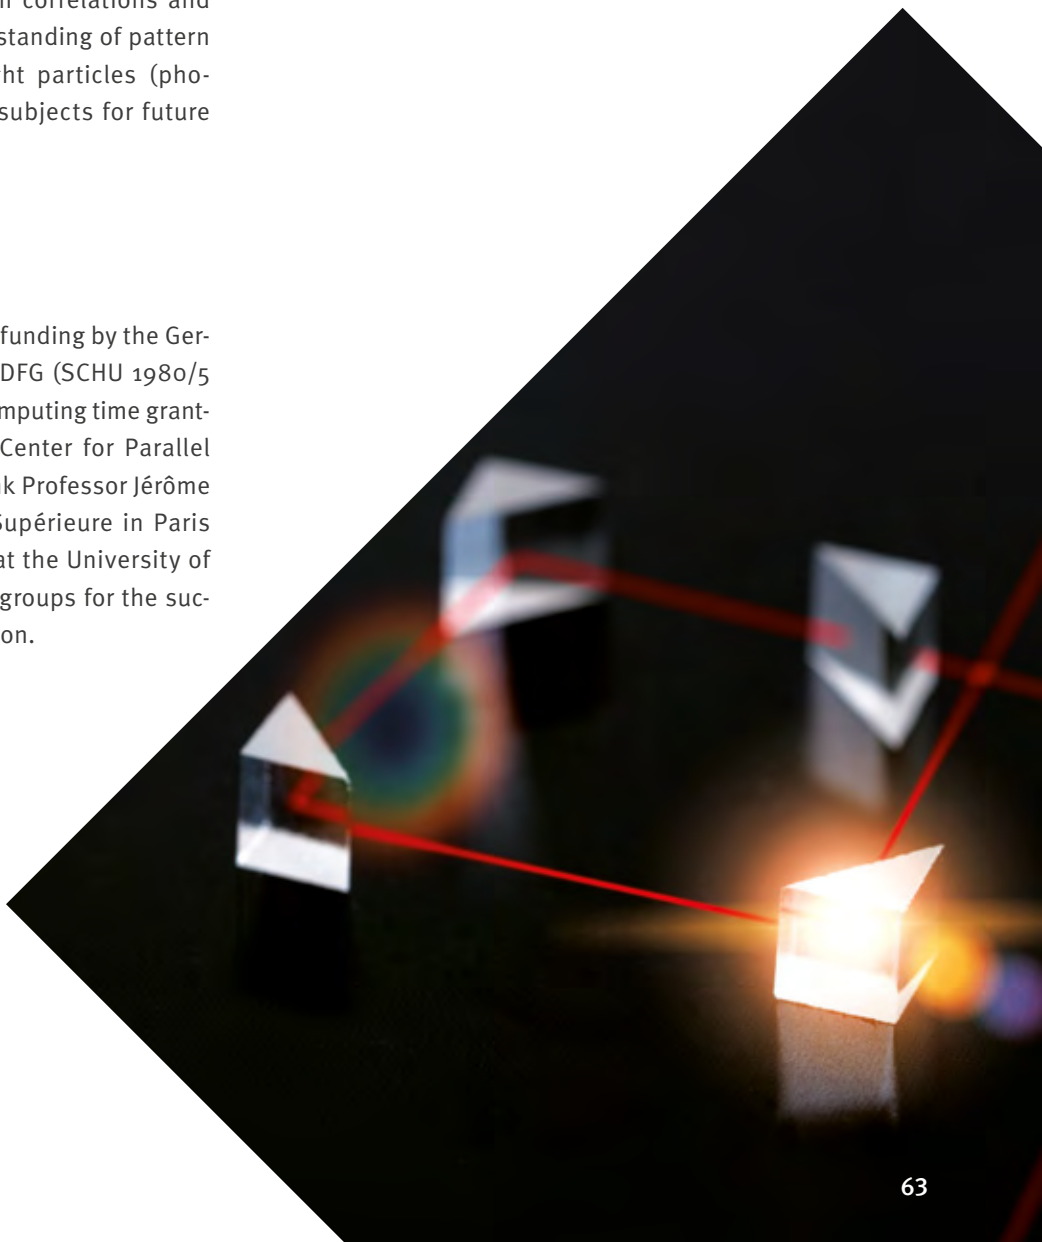 correlations and
standing of pattern
ht particles (pho-
subjects for future
funding by the Ger-
DFG (SCHU 1980/5
mputing time grant-
Center for Parallel
k Professor Jérôme
Supérieure in Paris
at the University of
groups for the suc-
on.
63